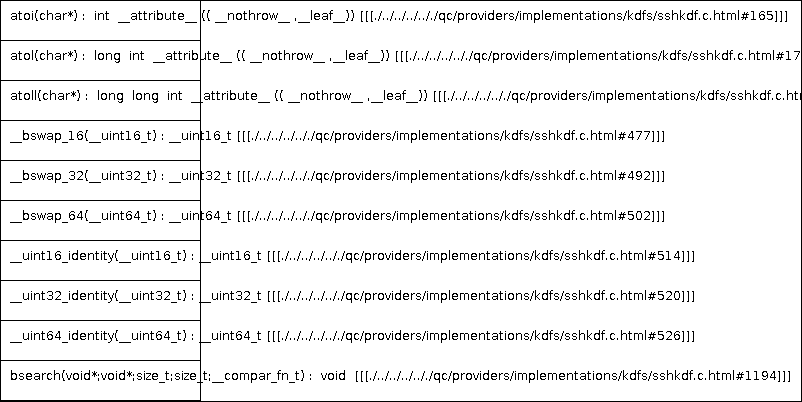 atoi(char*) : int __attribute__ (( __nothrow__ ,__leaf__)) [[[./../../../../qc/providers/implementations/kdfs/sshkdf.c.html#165]]]
atol(char*) : long int __attribute__ (( __nothrow__ ,__leaf__)) [[[./../../../../qc/providers/implementations/kdfs/sshkdf.c.html#17
atoll(char*) : long long int __attribute__ (( __nothrow__ ,__leaf__)) [[[./../../../../qc/providers/implementations/kdfs/sshkdf.c.htm
__bswap_16(__uint16_t) : __uint16_t [[[./../../../../qc/providers/implementations/kdfs/sshkdf.c.html#477]]]
__bswap_32(__uint32_t) : __uint32_t [[[./../../../../qc/providers/implementations/kdfs/sshkdf.c.html#492]]]
__bswap_64(__uint64_t) : __uint64_t [[[./../../../../qc/providers/implementations/kdfs/sshkdf.c.html#502]]]
__uint16_identity(__uint16_t) : __uint16_t [[[./../../../../qc/providers/implementations/kdfs/sshkdf.c.html#514]]]
__uint32_identity(__uint32_t) : __uint32_t [[[./../../../../qc/providers/implementations/kdfs/sshkdf.c.html#520]]]
__uint64_identity(__uint64_t) : __uint64_t [[[./../../../../qc/providers/implementations/kdfs/sshkdf.c.html#526]]]
bsearch(void*;void*;size_t;size_t;__compar_fn_t) : void [[[./../../../../qc/providers/implementations/kdfs/sshkdf.c.html#1194]]]